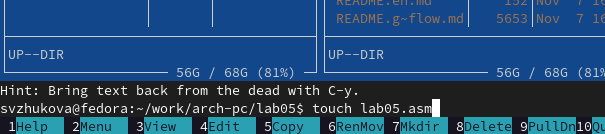 README.en.md 152 Nov 7 16
README.g~flow.md 5653 Nov 7 16
UP--DIR UP--DIR
56G / 68G (81%) 56G / 68G (81%)
Hint: Bring text back from the dead with C-y.
svzhukova@fedora:~/work/arch-pc/lab05$ touch lab05.asm
1Help 2Menu 3View 4Edit 5Copy 6RenMov 7Mkdir 8Delete 9PullDn 10Qu